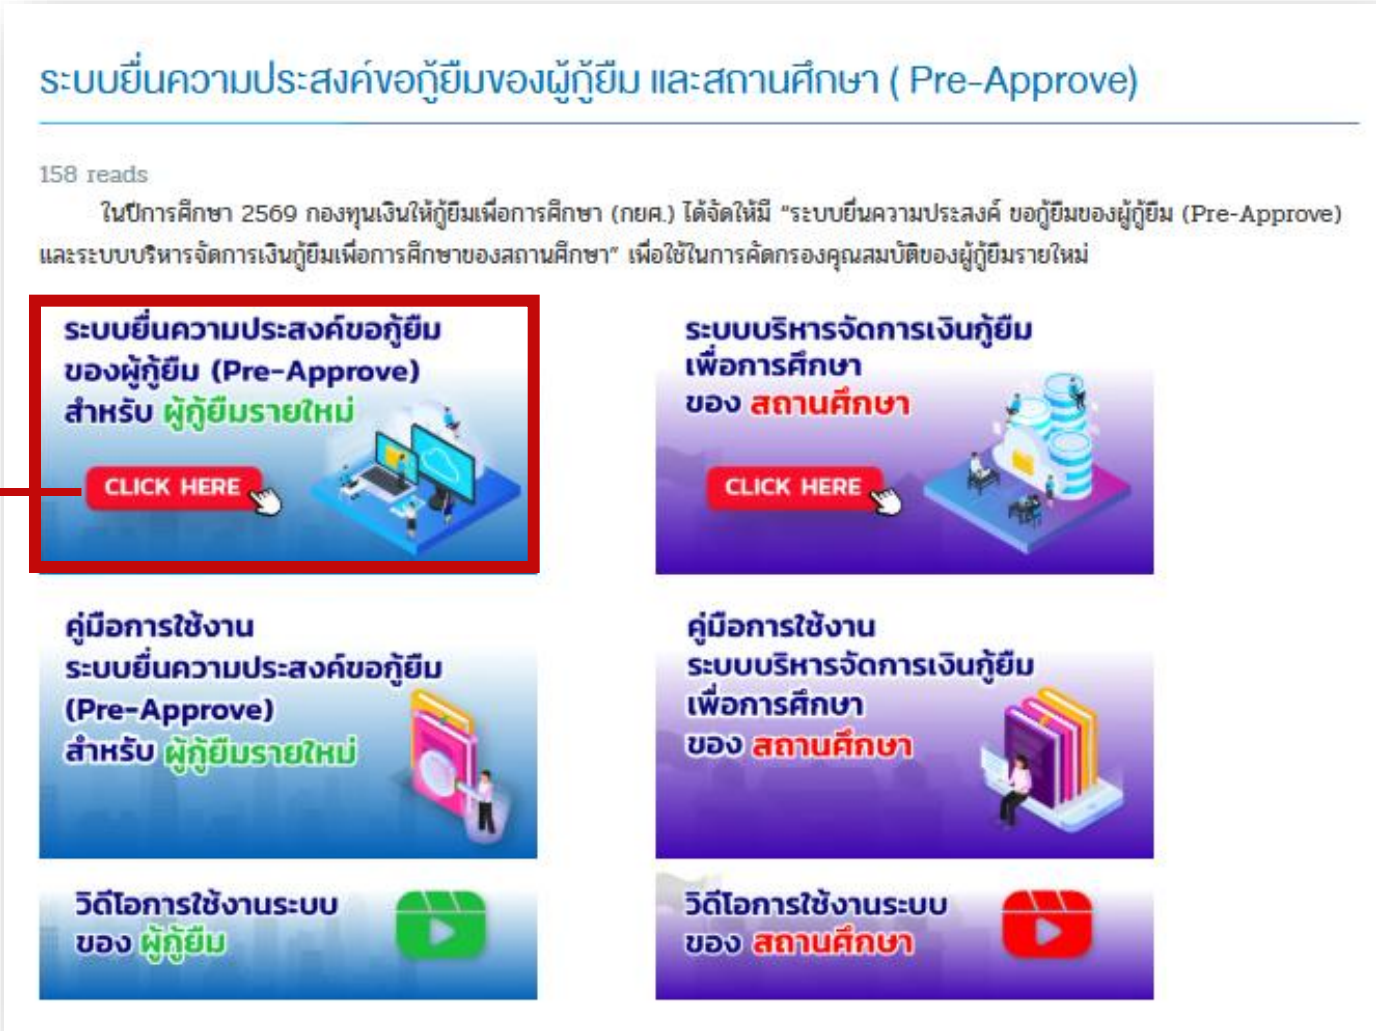 ระบบยื่นความประสงค์ขอกู้ยืมของผู้กู้ยืม และสถานศึกษา ( Pre-Approve)
158 reads
ในปีการศึกษา 2569 กองทุนเงินให้กู้ยืมเพื่อการศึกษา (กยศ.) ได้จัดให้มี “ระบบยื่นความประสงค์ ขอกู้ยืมของผู้กู้ยืม (Pre-Approve)
และระบบบริหารจัดการเงินกู้ยืมเพื่อการศึกษาของสถานศึกษา” เพื่อใช้ในการคัดกรองคุณสมบัติของผู้กู้ยืมรายใหม่
ระบบยื่นความประสงค์ขอกู้ยืม
ของผู้กู้ยืม (Pre-Approve)
สำหรับ ผู้กู้ยืมรายใหม่
CLICK HERE
ระบบบริหารจัดการเงินกู้ยืม
เพื่อการศึกษา
ของ สถานศึกษา
CLICK HERE
คู่มือการใช้งาน
ระบบยื่นความประสงค์ขอกู้ยืม
(Pre-Approve)
สำหรับ ผู้กู้ยืมรายใหม่
คู่มือการใช้งาน
ระบบบริหารจัดการเงินกู้ยืม
เพื่อการศึกษา
ของ สถานศึกษา
วิดีโอการใช้งานระบบ
ของ ผู้กู้ยืม
วิดีโอการใช้งานระบบ
ของ สถานศึกษา